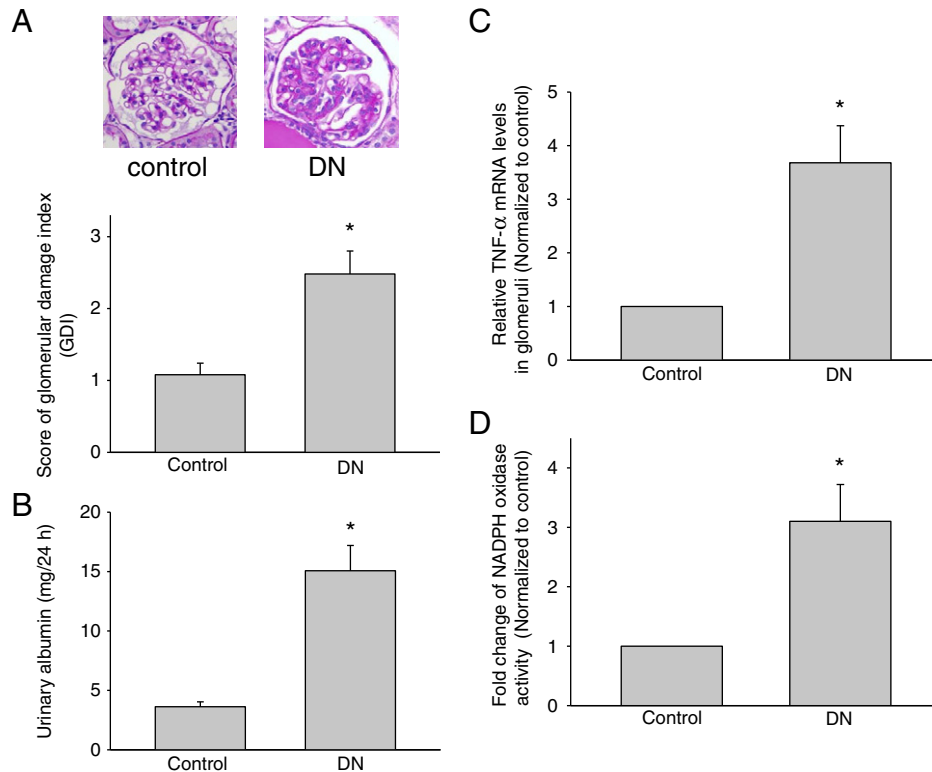 A
control
DN
Score of glomerular damage index
(GDI)
3
2
1
0
*
Control
DN
B
Urinary albumin (mg/24 h)
20
15
10
5
0
*
Control
DN
C
Relative TNF-α mRNA levels
in glomeruli (Normalized to control)
5
4
3
2
1
0
*
Control
DN
D
Fold change of NADPH oxidase
activity (Normalized to control)
4
3
2
1
0
*
Control
DN